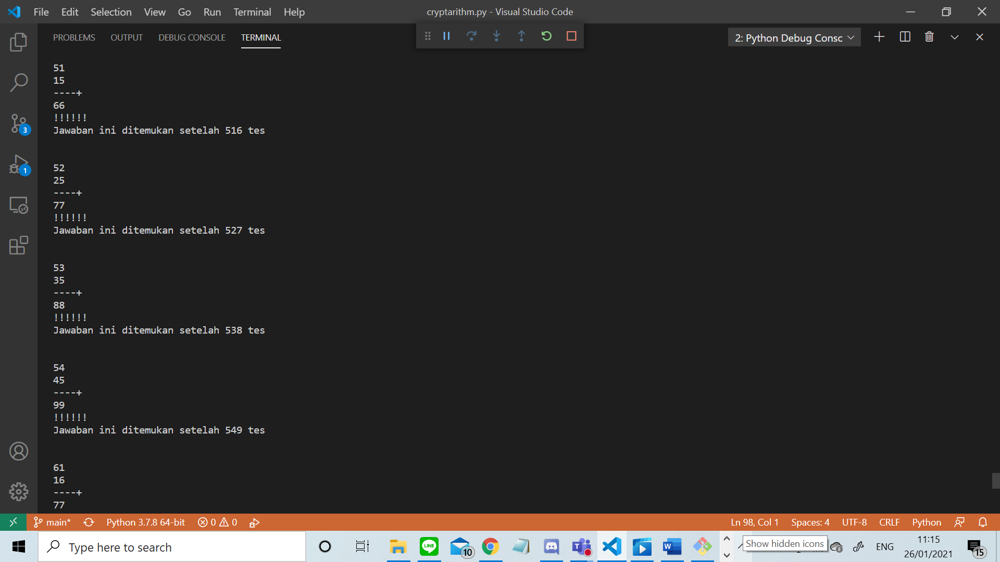 File Edit Selection View Go Run Terminal Help
cryptarithm.py - Visual Studio Code
PROBLEMS OUTPUT DEBUG CONSOLE TERMINAL
2: Python Debug Consc
51
15
----+
66
!!!!!!
Jawaban ini ditemukan setelah 516 tes
52
25
----+
77
!!!!!!
Jawaban ini ditemukan setelah 527 tes
53
35
----+
88
!!!!!!
Jawaban ini ditemukan setelah 538 tes
54
45
----+
99
!!!!!!
Jawaban ini ditemukan setelah 549 tes
61
16
----+
77
3
1
main* Python 3.7.8 64-bit 0 0
Ln 98, Col 1 Spaces: 4 UTF-8 CRLF Python
Type here to search
LINE
10
Show hidden icons
ENG
11:15
26/01/2021
15